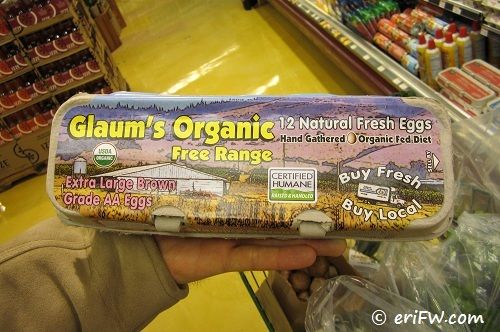 Glaum's Organic
Free Range
12 Natural Fresh Eggs
Hand Gathered Organic Fed Diet
USDA
ORGANIC
Extra Large Brown
Grade AA Eggs
CERTIFIED
HUMANE
RAISED & HANDLED
Buy Fresh
Buy Local
© eriFW.com